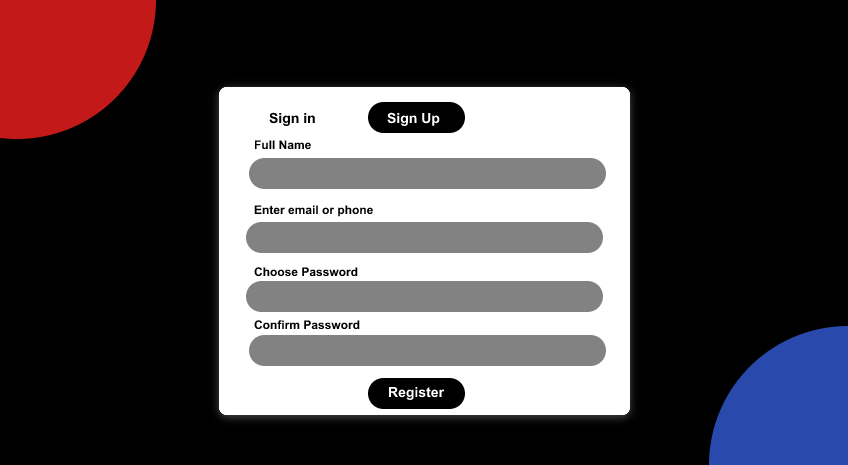 Sign in Sign Up
Full Name
Enter email or phone
Choose Password
Confirm Password
Register